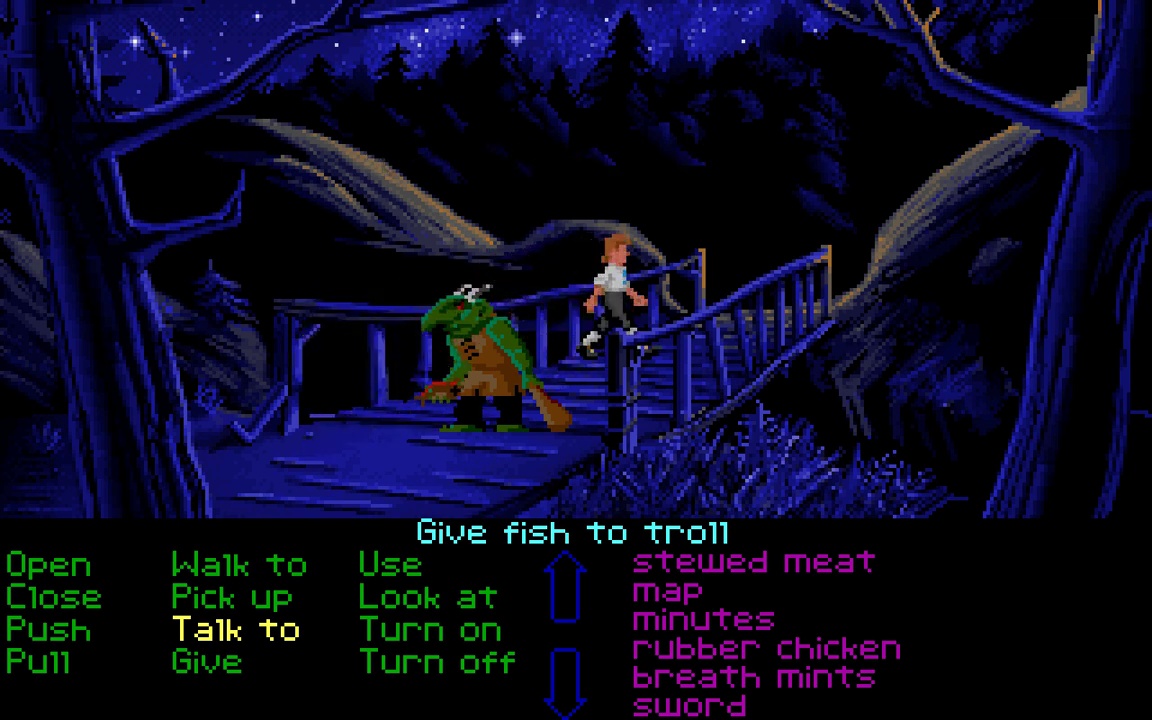 Give fish to troll
Open Walk to Use
Close Pick up Look at
Push Talk to Turn on
Pull Give Turn off
stewed meat
map
minutes
rubber chicken
breath mints
sword